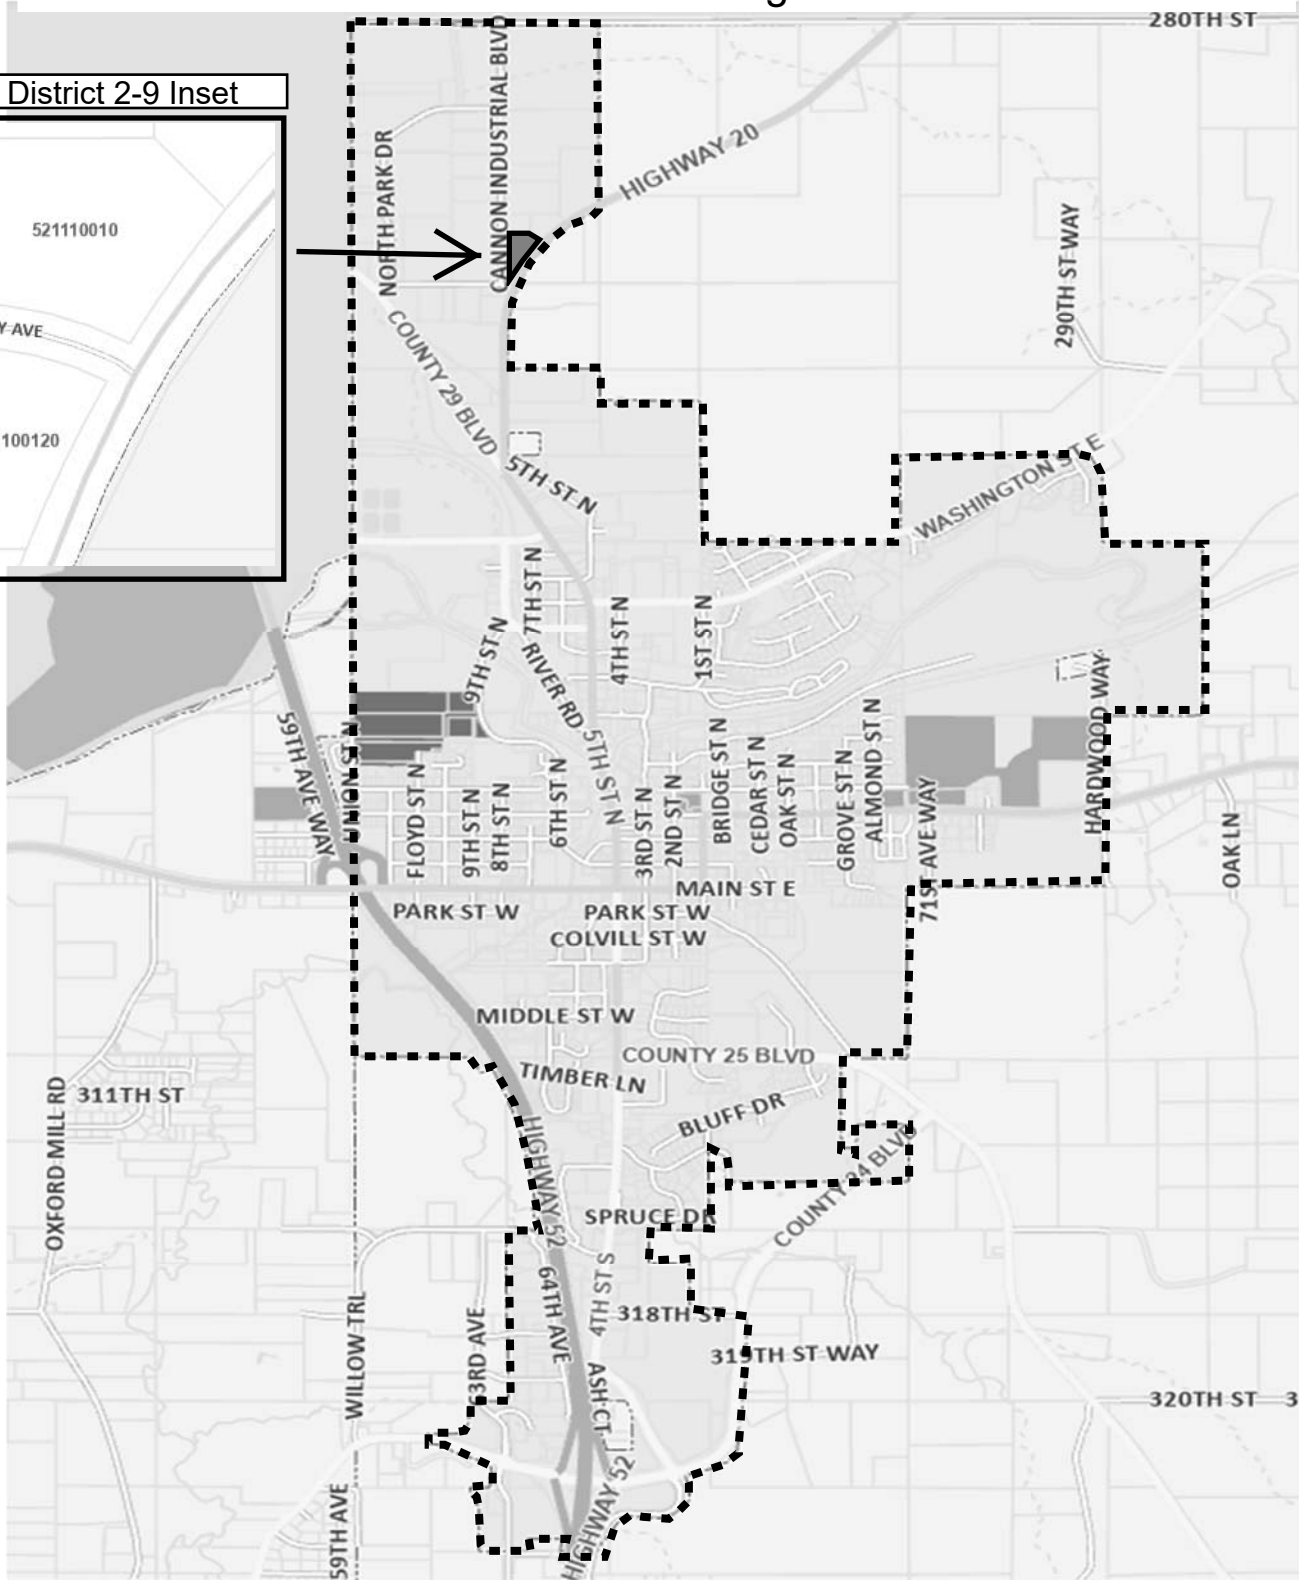 280TH ST
District 2-9 Inset
521110010
Y AVE
100120
NORTH PARK DR
CANNON INDUSTRIAL BLVD
HIGHWAY 20
290TH ST WAY
COUNTY 29 BLVD
5TH ST N
WASHINGTON ST E
7TH ST N
9TH ST N
RIVER RD
4TH ST N
1ST ST N
5TH ST N
59TH AVE WAY
UNION ST N
FLOYD ST N
9TH ST N
8TH ST N
6TH ST N
3RD ST N
2ND ST N
BRIDGE ST N
CEDAR ST N
OAK ST N
GROVE ST N
ALMOND ST N
71ST AVE WAY
HARDWOOD WAY
OAK LN
MAIN ST E
PARK ST W
PARK ST W
COLVILL ST W
MIDDLE ST W
COUNTY 25 BLVD
TIMBER LN
BLUFF DR
311TH ST
OXFORD MILL RD
HIGHWAY 52
COUNTY 24 BLVD
SPRUCE DR
64TH AVE
4TH ST S
318TH ST
319TH ST WAY
WILLOW TRL
63RD AVE
ASH CT
320TH ST
3
59TH AVE
HIGHWAY 52